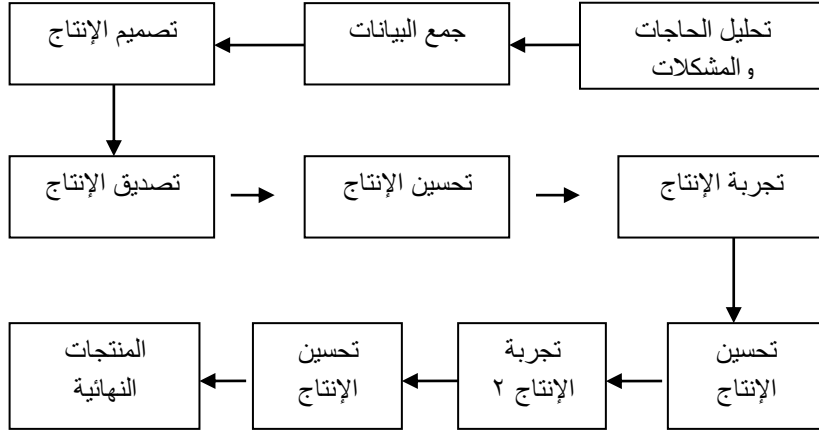 تحليل الحاجات
والمشكلات
جمع البيانات
تصميم الإنتاج
تصديق الإنتاج
تحسين الإنتاج
تجربة الإنتاج
تحسين
الإنتاج
تجربة
الإنتاج ٢
تحسين
الإنتاج
المنتجات
النهائية